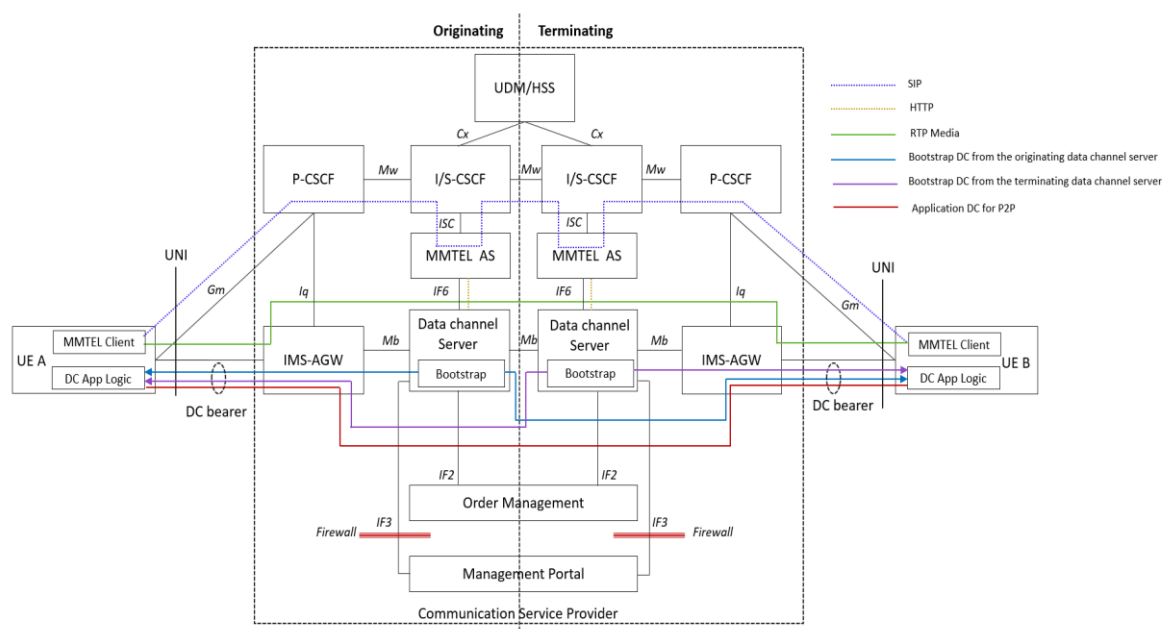 Originating
Terminating
UDM/HSS
SIP
HTTP
RTP Media
Bootstrap DC from the originating data channel server
Bootstrap DC from the terminating data channel server
Application DC for P2P
Cx
Cx
P-CSCF
Mw
I/S-CSCF
Mw
I/S-CSCF
Mw
P-CSCF
ISC
ISC
MMTEL AS
MMTEL AS
UNI
UNI
Gm
Iq
IF6
IF6
Iq
Gm
UE A
MMTEL Client
DC App Logic
IMS-AGW
Mb
Data channel
Server
Bootstrap
Mb
Data channel
Server
Bootstrap
Mb
IMS-AGW
MMTEL Client
UE B
DC App Logic
DC bearer
DC bearer
IF2
IF2
Order Management
Firewall
IF3
IF3
Firewall
Management Portal
Communication Service Provider